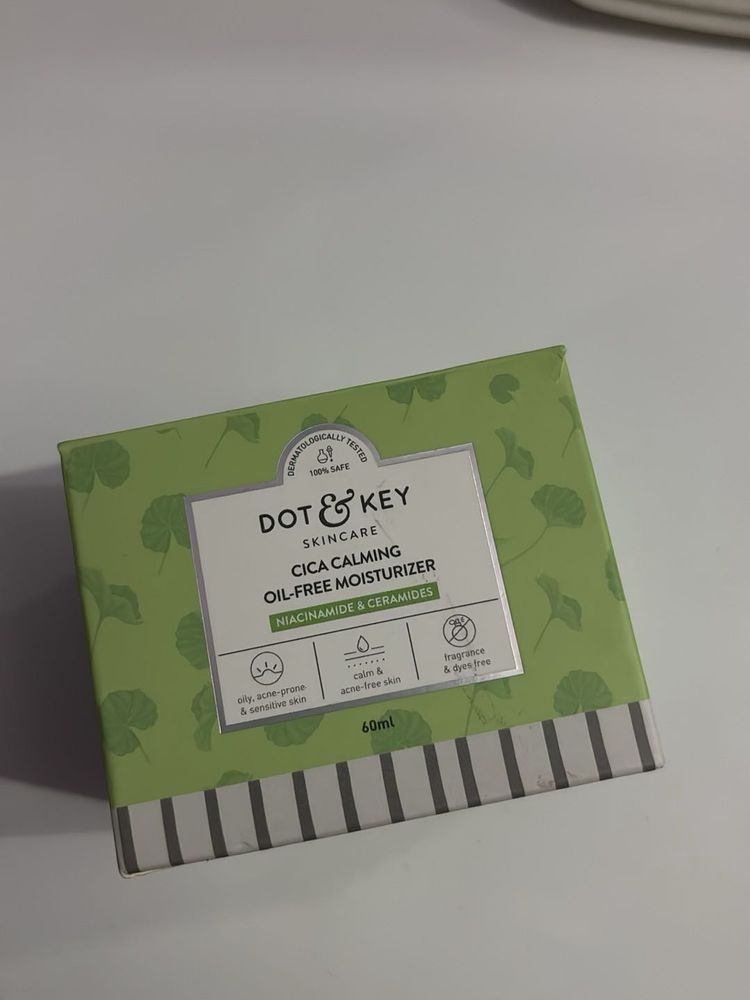 DERMATOLOGICALLY TESTED
100% SAFE
DOT & KEY
SKINCARE
CICA CALMING
OIL-FREE MOISTURIZER
NIACINAMIDE & CERAMIDES
oily, acne-prone
& sensitive skin
calm &
acne-free skin
fragrance
& dyes free
60ml